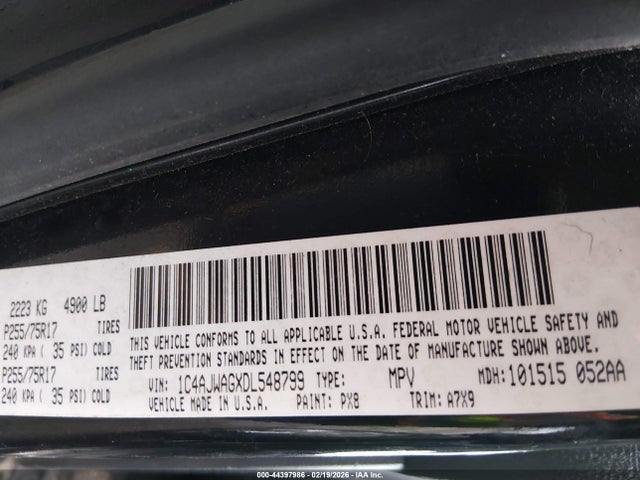 2223 KG 4900 LB
P255/75R17 TIRES
240 KPA ( 35 PSI) COLD
P255/75R17 TIRES
240 KPA ( 35 PSI) COLD
THIS VEHICLE CONFORMS TO ALL APPLICABLE U.S.A. FEDERAL MOTOR VEHICLE SAFETY AND
THEFT PREVENTION STANDARDS IN EFFECT ON THE DATE OF MANUFACTURE SHOWN ABOVE.
VIN: 1C4AJWAGXDL548799 TYPE: MPV MDH: 101515 052AA
VEHICLE MADE IN U.S.A. PAINT: PX8 TRIM: A7X9
000-44397986 - 02/19/2026 - IAA Inc.